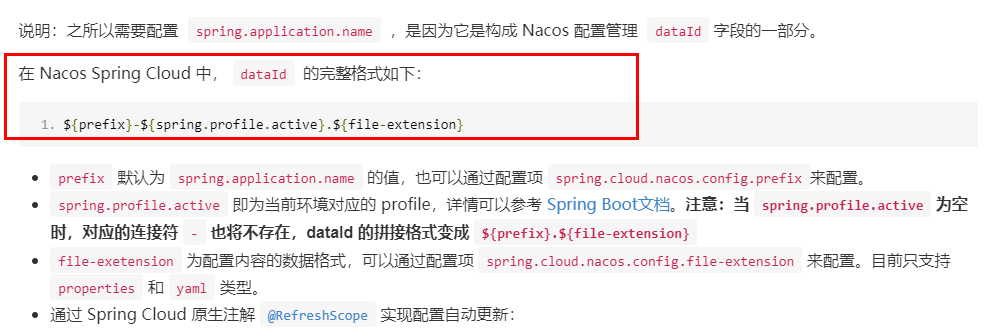 说明：之所以需要配置 spring.application.name ，是因为它是构成 Nacos 配置管理 dataId 字段的一部分。
在 Nacos Spring Cloud 中， dataId 的完整格式如下：
1. ${prefix}-${spring.profile.active}.${file-extension}
• prefix 默认为 spring.application.name 的值，也可以通过配置项 spring.cloud.nacos.config.prefix来配置。
• spring.profile.active 即为当前环境对应的 profile，详情可以参考 Spring Boot文档。注意：当 spring.profile.active 为空
时，对应的连接符 - 也将不存在，dataId 的拼接格式变成 ${prefix}.${file-extension}
• file-exetension 为配置内容的数据格式，可以通过配置项 spring.cloud.nacos.config.file-extension 来配置。目前只支持
properties 和 yaml 类型。
• 通过 Spring Cloud 原生注解 @RefreshScope 实现配置自动更新：